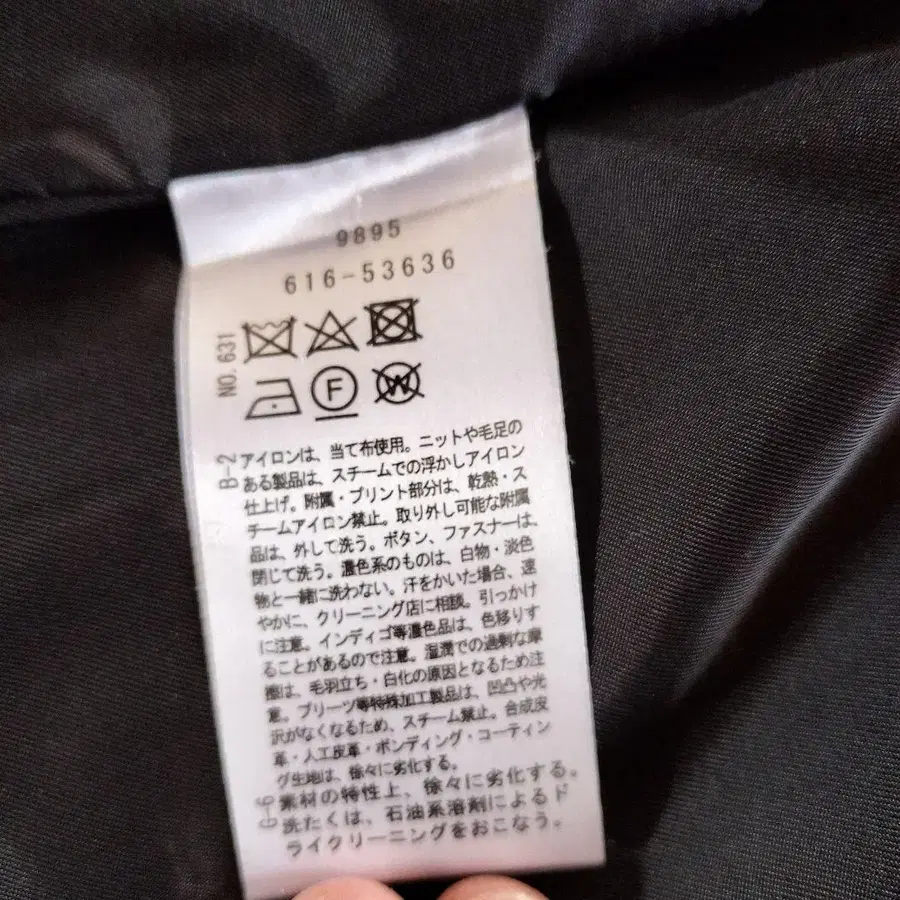 9895
616-53636
NO. 631
F
W
B-2
アイロンは、当て布使用。ニットや毛足の
ある製品は、スチームでの浮かしアイロン
仕上げ。附属・プリント部分は、乾熱・ス
チームアイロン禁止。取り外し可能な附属
品は、外して洗う。ボタン、ファスナーは、
閉じて洗う。濃色系のものは、白物・淡色
物と一緒に洗わない。汗をかいた場合、速
やかに、クリーニング店に相談。引っかけ
に注意。インディゴ等濃色品は、色移りす
ることがあるので注意。湿潤での過剰な摩
擦は、毛羽立ち・白化の原因となるため注
意。プリーツ等特殊加工製品は、凹凸や光
沢がなくなるため、スチーム禁止。合成皮
革・人工皮革・ボンディング・コーティン
グ生地は、徐々に劣化する。
素材の特性上、徐々に劣化する。
洗たくは、石油系溶剤によるド
ライクリーニングをおこなう。